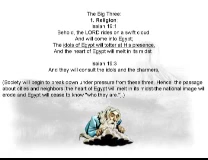 The Big Three:
1. Religion
Isaiah 19:1
Behold, the LORD rides on a swift cloud
And will come into Egypt;
The idols of Egypt will totter at His presence,
And the heart of Egypt will melt in its midst
Isaiah 19:3
And they will consult the idols and the charmers,
(Society will begin to break down under pressure from these three. Hence the passage
about cities and neighbors (the heart of Egypt will melt in its midst the national image will
erode and Egypt will cease to know "who they are".)